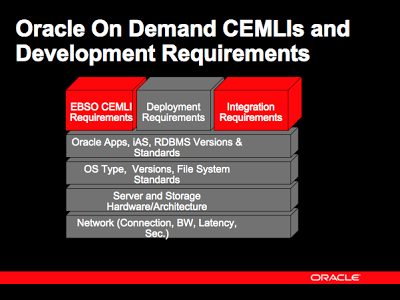 Oracle On Demand CEMLIs and
Development Requirements
EBSO CEMLI
Requirements
Deployment
Requirements
Integration
Requirements
Oracle Apps, iAS, RDBMS Versions &
Standards
OS Type, Versions, File System
Standards
Server and Storage
Hardware/Architecture
Network (Connection, BW, Latency,
Sec.)
ORACLE